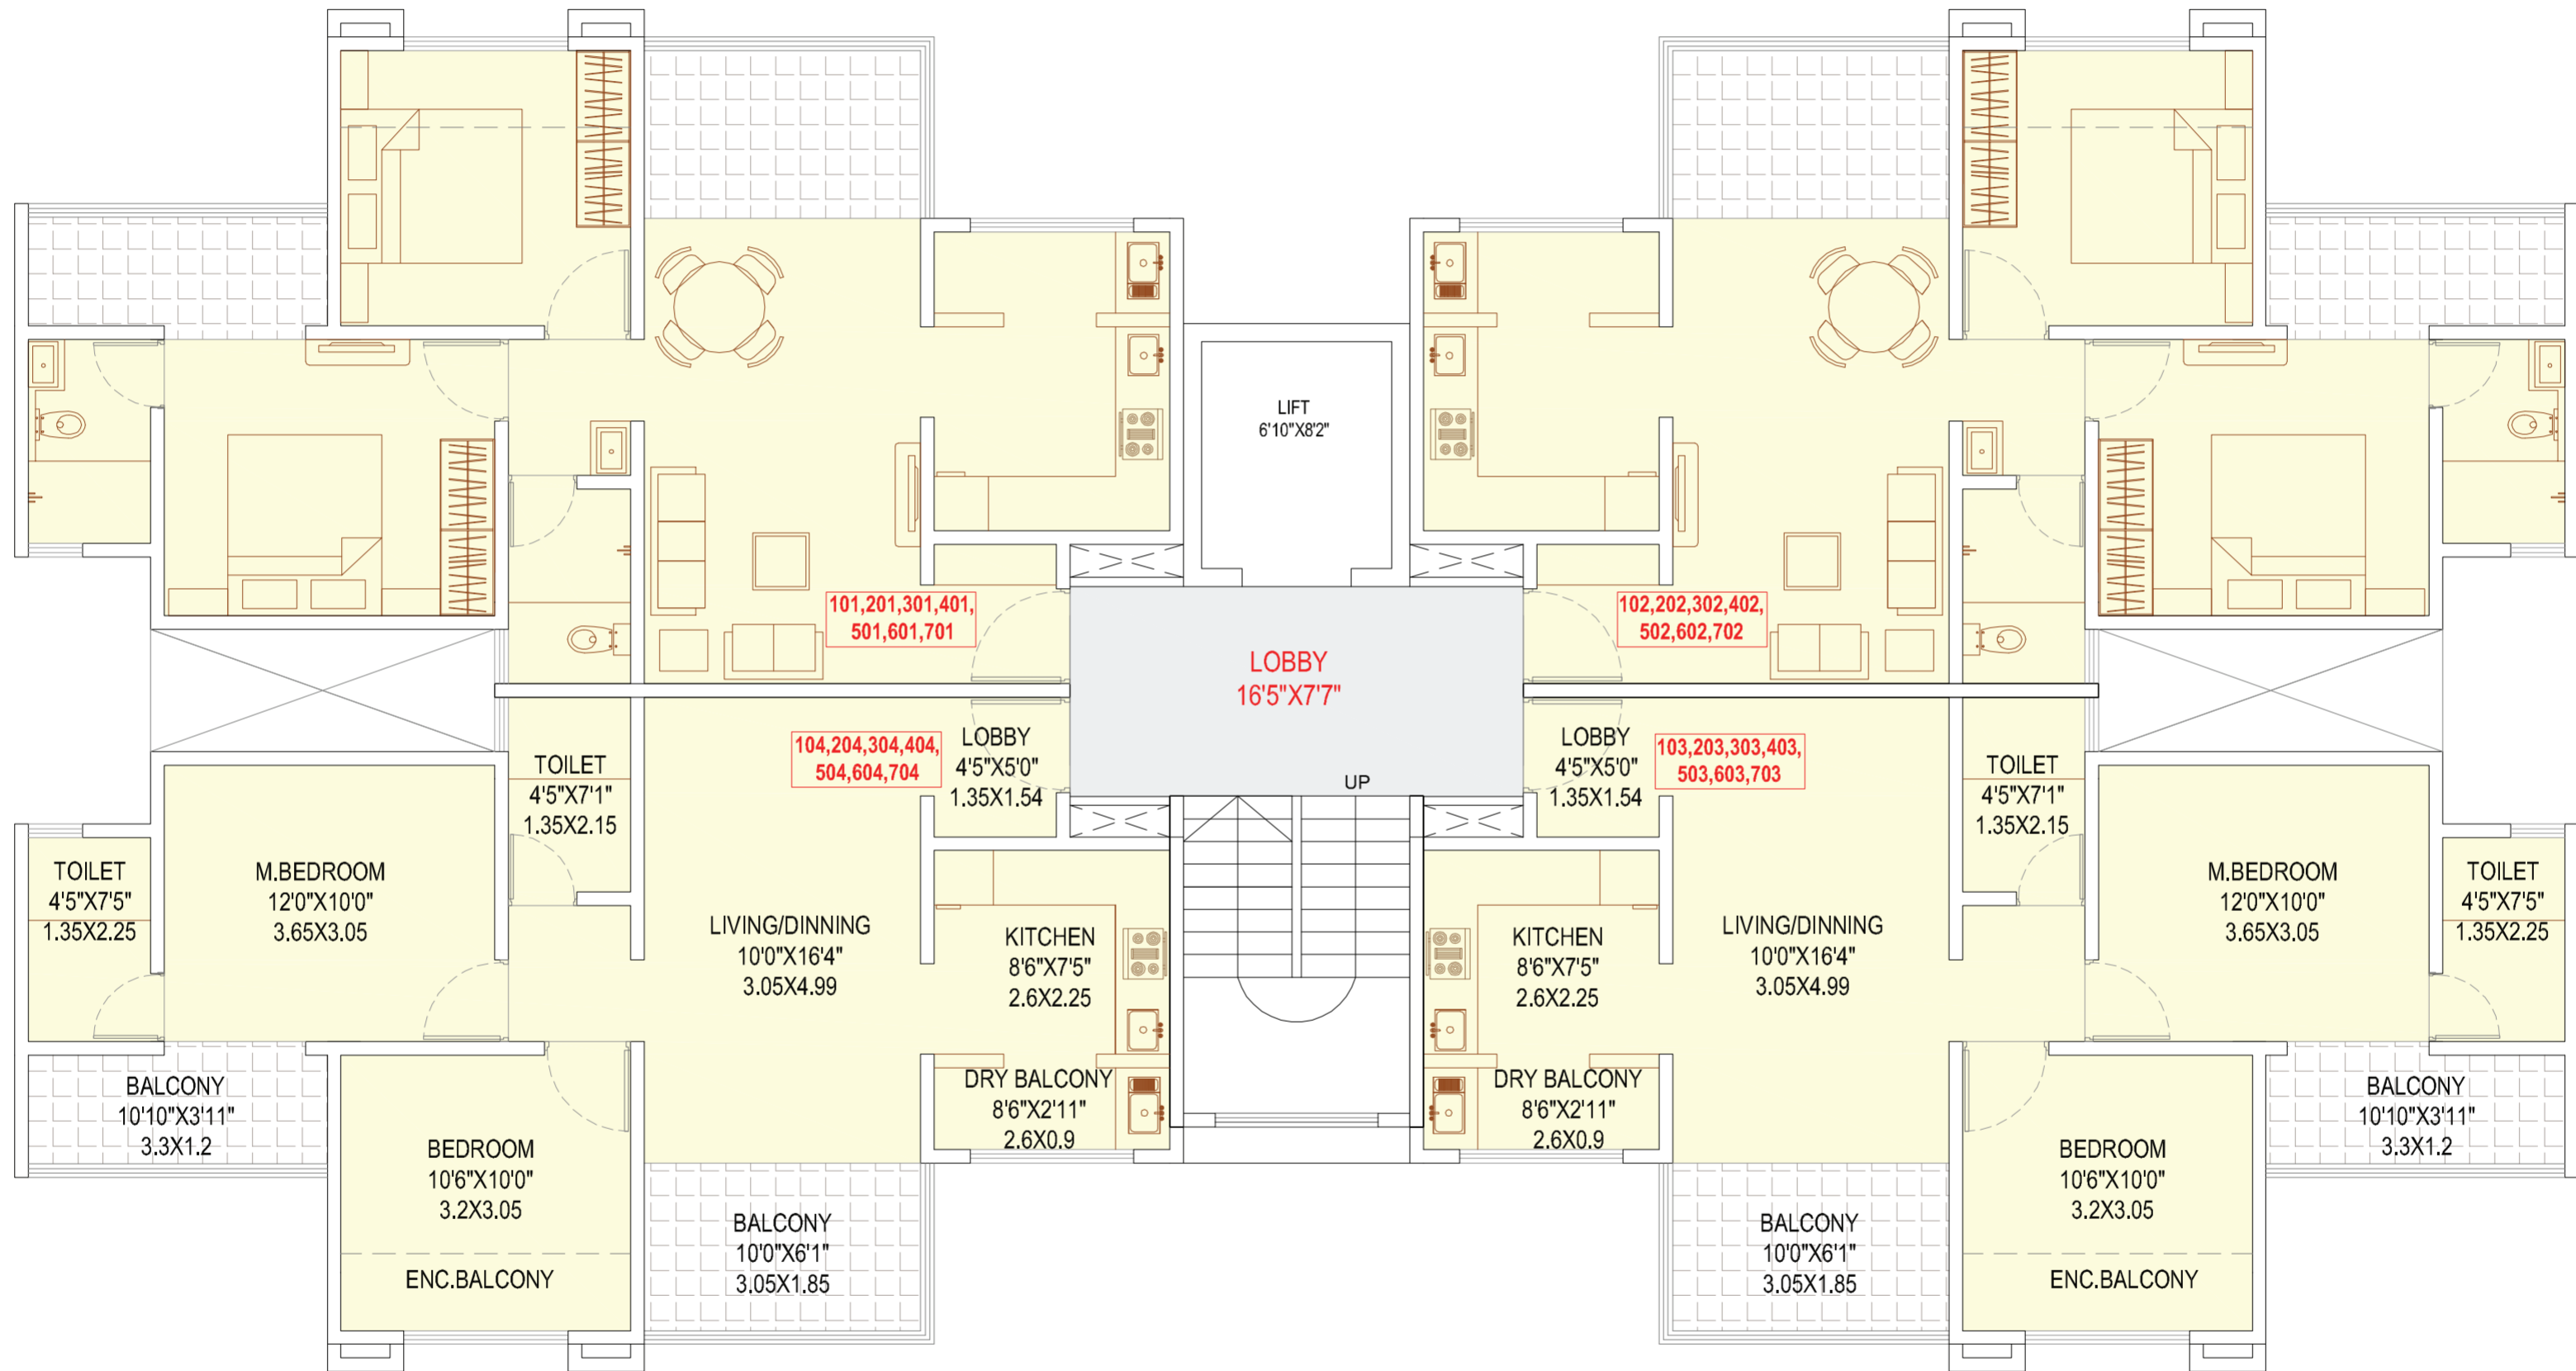 LIFT
6'10"X8'2"
101,201,301,401,
501,601,701
102,202,302,402,
502,602,702
LOBBY
16'5"X7'7"
UP
104,204,304,404,
504,604,704
LOBBY
4'5"X5'0"
1.35X1.54
LOBBY
4'5"X5'0"
1.35X1.54
103,203,303,403,
503,603,703
TOILET
4'5"X7'1"
1.35X2.15
TOILET
4'5"X7'1"
1.35X2.15
TOILET
4'5"X7'5"
1.35X2.25
M.BEDROOM
12'0"X10'0"
3.65X3.05
LIVING/DINNING
10'0"X16'4"
3.05X4.99
KITCHEN
8'6"X7'5"
2.6X2.25
KITCHEN
8'6"X7'5"
2.6X2.25
LIVING/DINNING
10'0"X16'4"
3.05X4.99
M.BEDROOM
12'0"X10'0"
3.65X3.05
TOILET
4'5"X7'5"
1.35X2.25
BALCONY
10'10"X3'11"
3.3X1.2
BEDROOM
10'6"X10'0"
3.2X3.05
ENC.BALCONY
DRY BALCONY
8'6"X2'11"
2.6X0.9
DRY BALCONY
8'6"X2'11"
2.6X0.9
BALCONY
10'0"X6'1"
3.05X1.85
BALCONY
10'0"X6'1"
3.05X1.85
BEDROOM
10'6"X10'0"
3.2X3.05
ENC.BALCONY
BALCONY
10'10"X3'11"
3.3X1.2